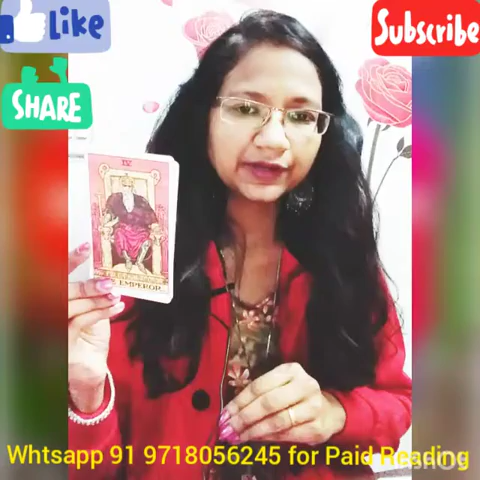 Like
Subscribe
SHARE
IV
EMPEROR
Whtsapp 91 9718056245 for Paid Reading